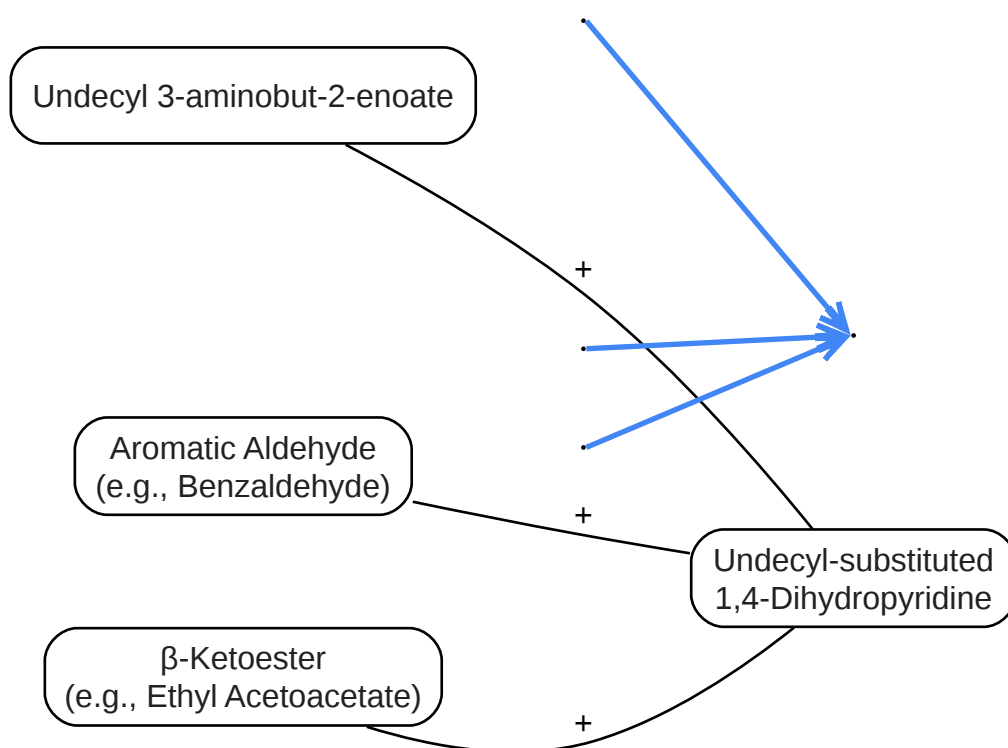 Undecyl 3-aminobut-2-enoate
+
Aromatic Aldehyde
(e.g., Benzaldehyde)
+
Undecyl-substituted
1,4-Dihydropyridine
β-Ketoester
(e.g., Ethyl Acetoacetate)
+